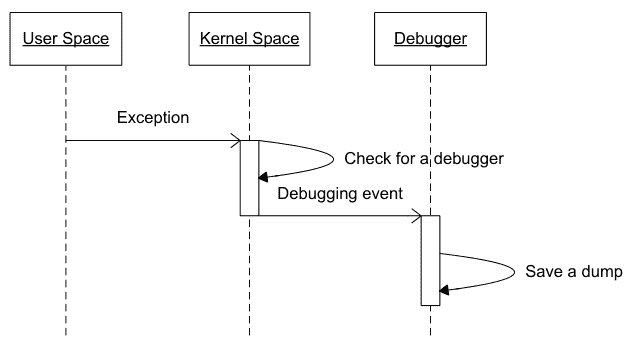 User Space
Kernel Space
Debugger
Exception
Check for a debugger
Debugging event
Save a dump